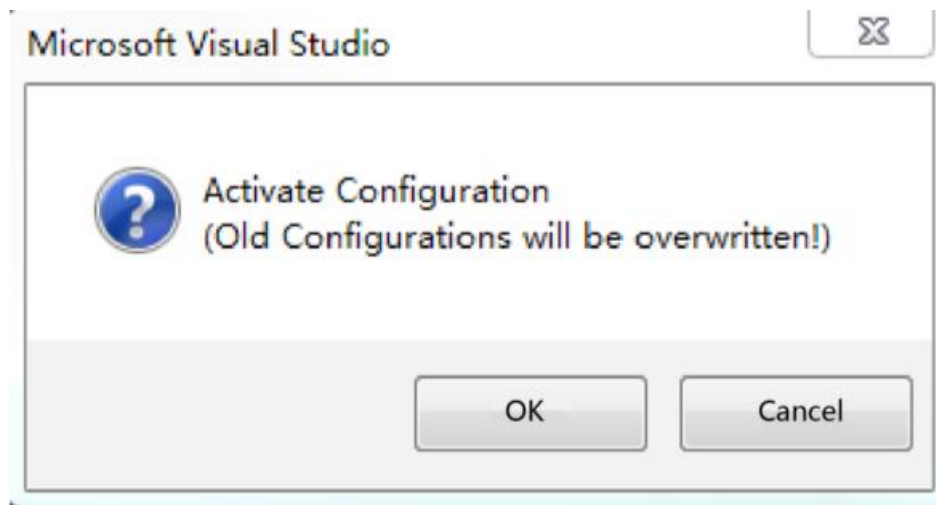 Microsoft Visual Studio
Activate Configuration
(Old Configurations will be overwritten!)
OK
Cancel